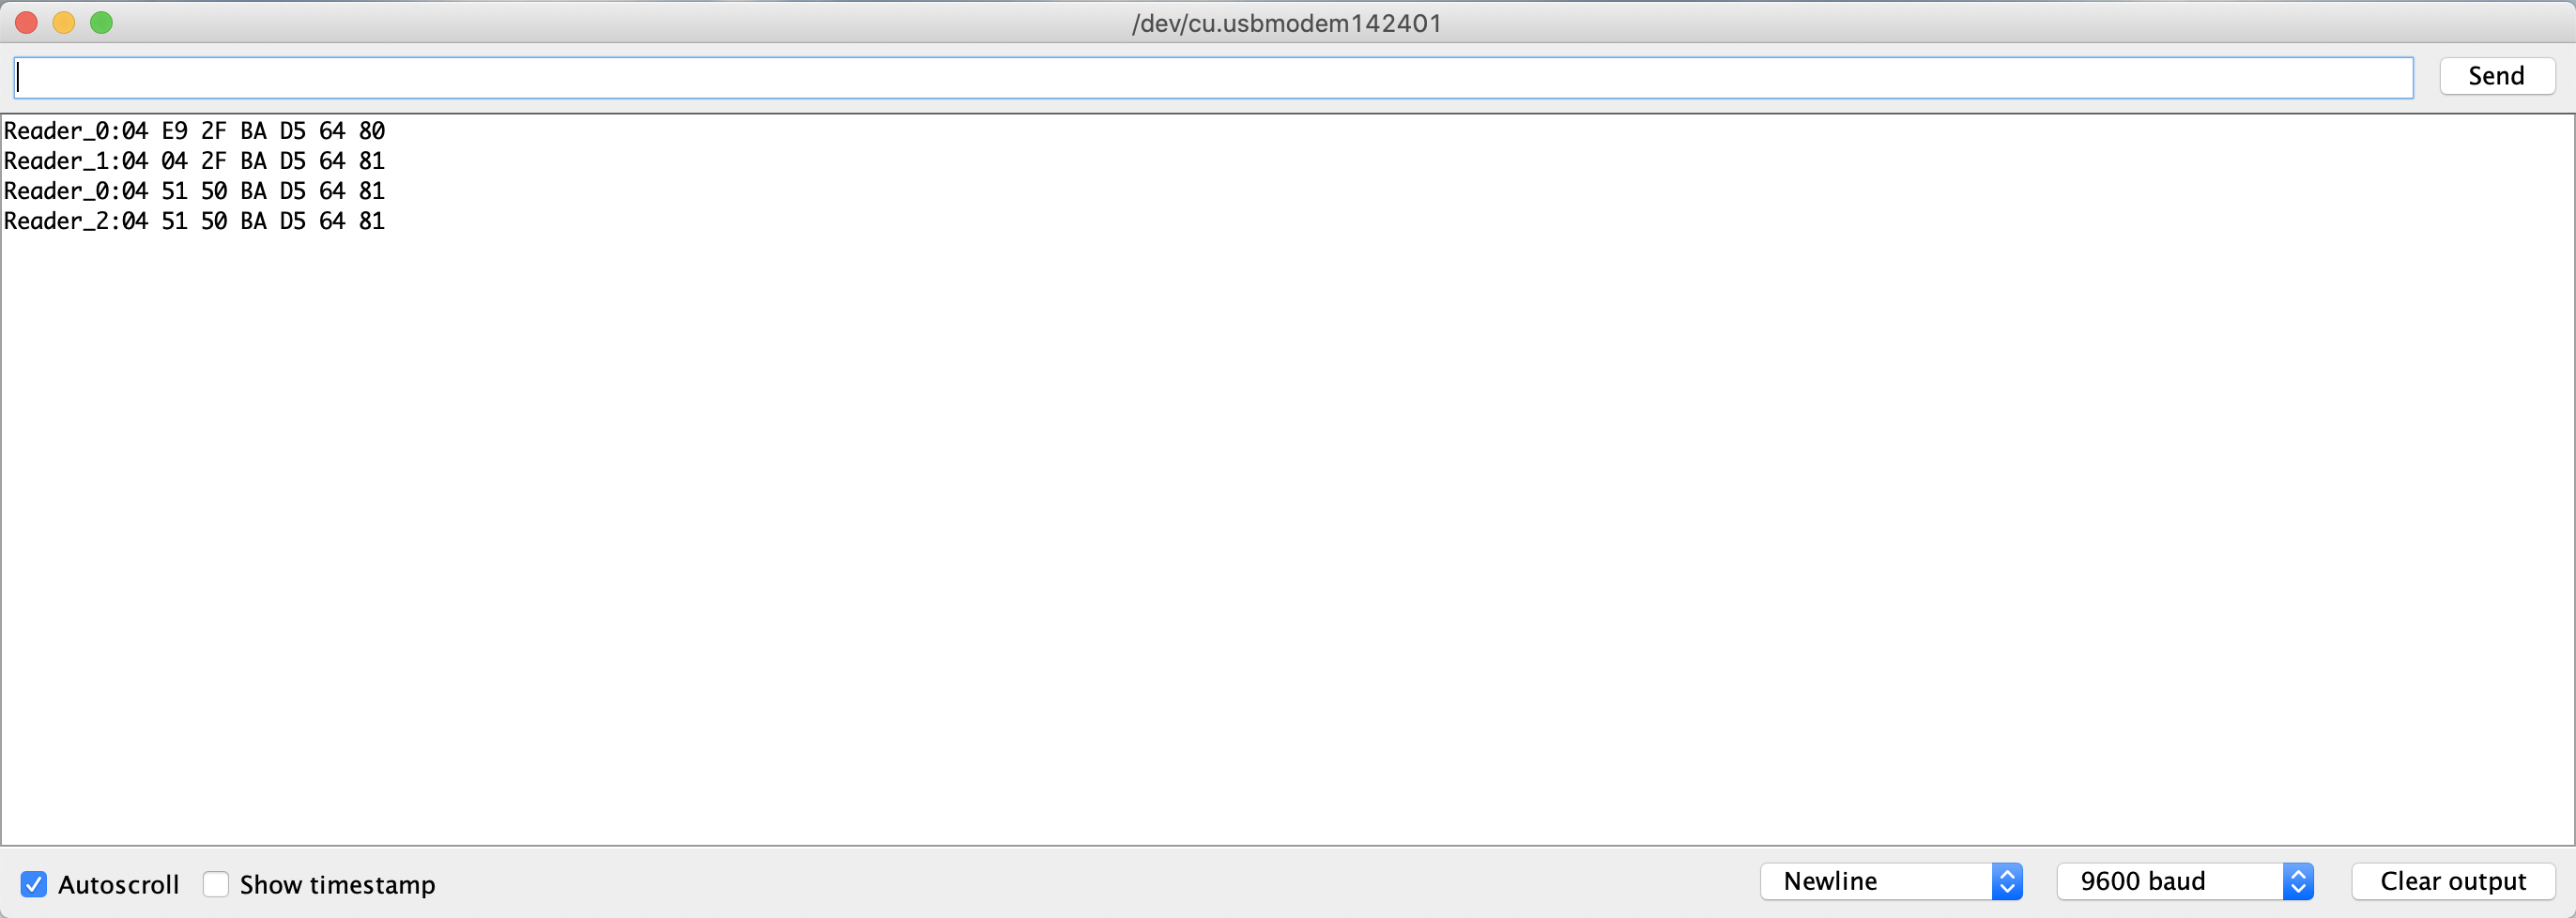 /dev/cu.usbmodem142401
Send
Reader_0:04 E9 2F BA D5 64 80
Reader_1:04 04 2F BA D5 64 81
Reader_0:04 51 50 BA D5 64 81
Reader_2:04 51 50 BA D5 64 81
Autoscroll Show timestamp Newline 9600 baud Clear output